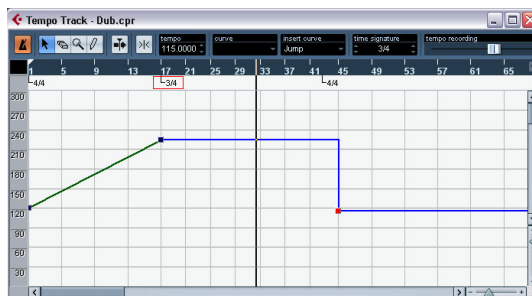 Tempo Track - Dub.cpr
tempo curve insert curve time signature tempo recording
115.0000 Jump 3/4
1 5 9 13 17 21 25 29 33 37 41 45 49 53 57 61 65
4/4 3/4 4/4
300
270
240
210
180
150
120
90
60
30